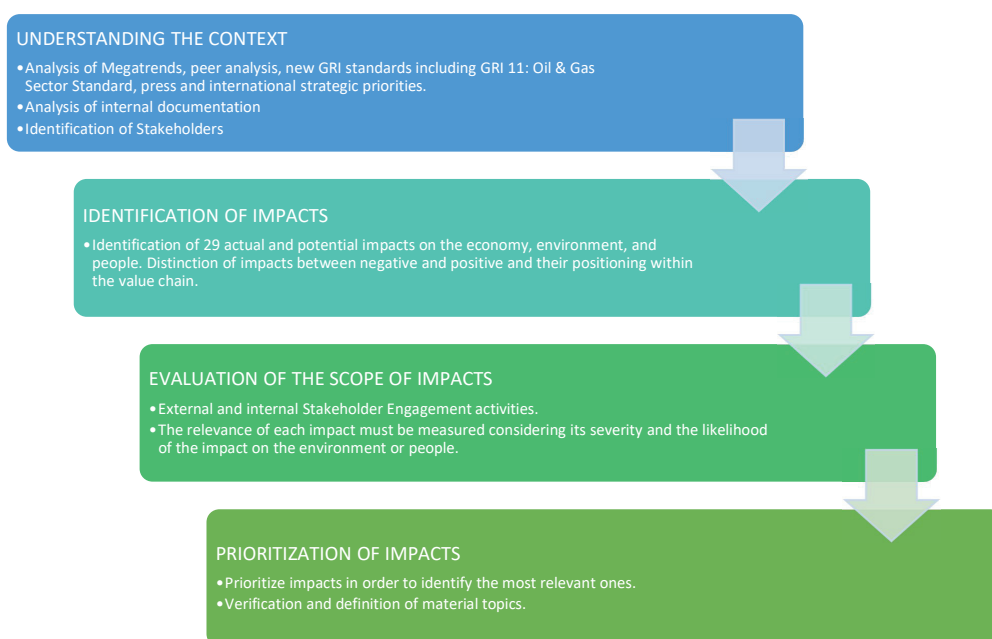 UNDERSTANDING THE CONTEXT
•Analysis of Megatrends, peer analysis, new GRI standards including GRI 11: Oil & Gas
Sector Standard, press and international strategic priorities.
•Analysis of internal documentation
•Identification of Stakeholders
IDENTIFICATION OF IMPACTS
•Identification of 29 actual and potential impacts on the economy, environment, and
people. Distinction of impacts between negative and positive and their positioning within
the value chain.
EVALUATION OF THE SCOPE OF IMPACTS
•External and internal Stakeholder Engagement activities.
•The relevance of each impact must be measured considering its severity and the likelihood
of the impact on the environment or people.
PRIORITIZATION OF IMPACTS
•Prioritize impacts in order to identify the most relevant ones.
•Verification and definition of material topics.